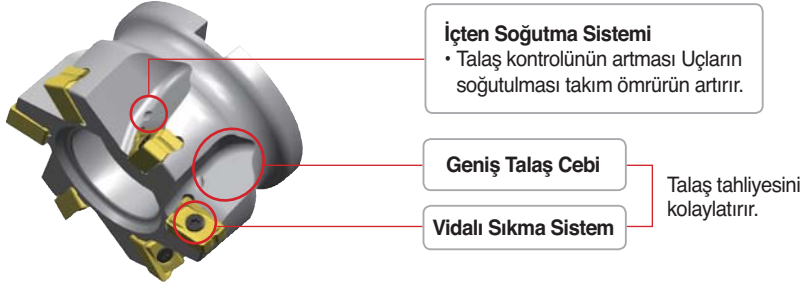 İçten Soğutma Sistemi
• Talaş kontrolünün artması Uçların
soğutulması takım ömrürün artırır.
Geniş Talaş Cebi
Vidalı Sıkma Sistem
Talaş tahliyesini
kolaylatırır.